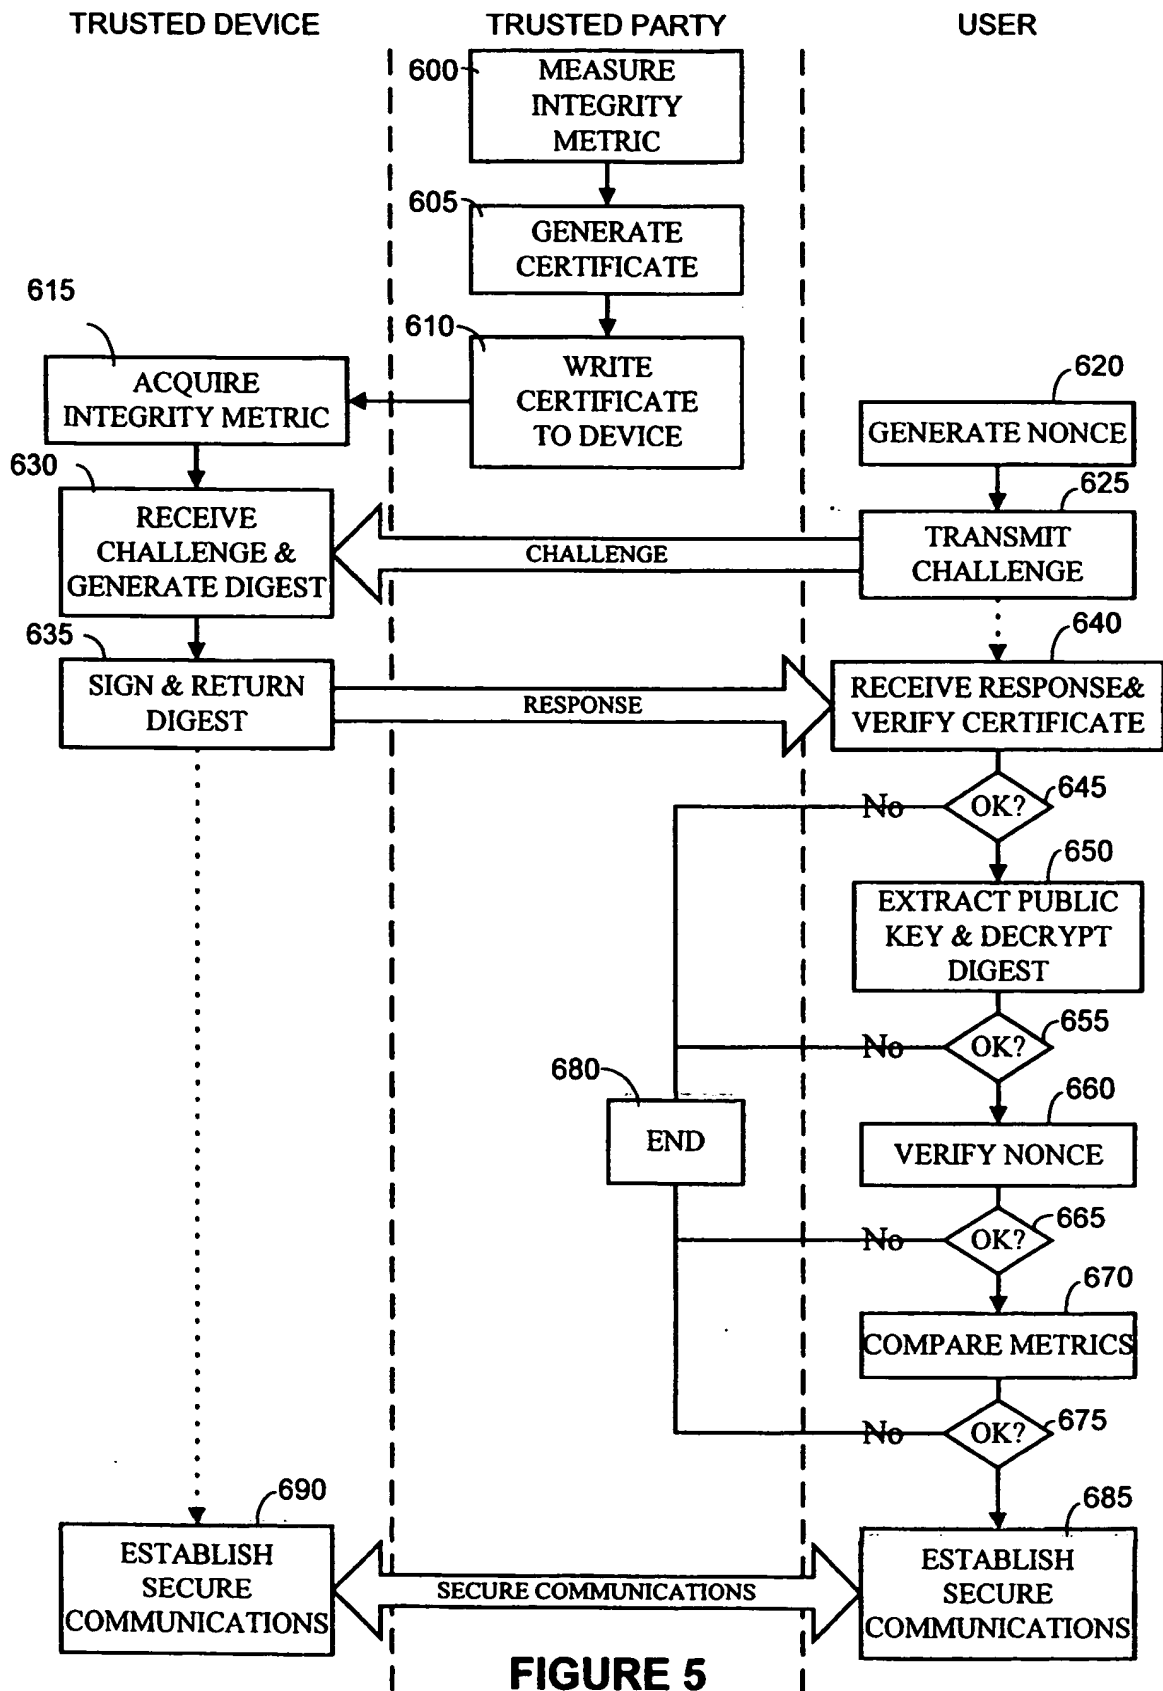 TRUSTED DEVICE
TRUSTED PARTY
USER
600
MEASURE
INTEGRITY
METRIC
605
GENERATE
CERTIFICATE
610
WRITE
CERTIFICATE
TO DEVICE
615
ACQUIRE
INTEGRITY METRIC
620
GENERATE NONCE
625
TRANSMIT
CHALLENGE
CHALLENGE
630
RECEIVE
CHALLENGE &
GENERATE DIGEST
635
SIGN & RETURN
DIGEST
RESPONSE
640
RECEIVE RESPONSE&
VERIFY CERTIFICATE
645
OK?
No
650
EXTRACT PUBLIC
KEY & DECRYPT
DIGEST
655
OK?
No
680
END
660
VERIFY NONCE
665
OK?
No
670
COMPARE METRICS
675
OK?
No
690
ESTABLISH
SECURE
COMMUNICATIONS
SECURE COMMUNICATIONS
685
ESTABLISH
SECURE
COMMUNICATIONS
FIGURE 5